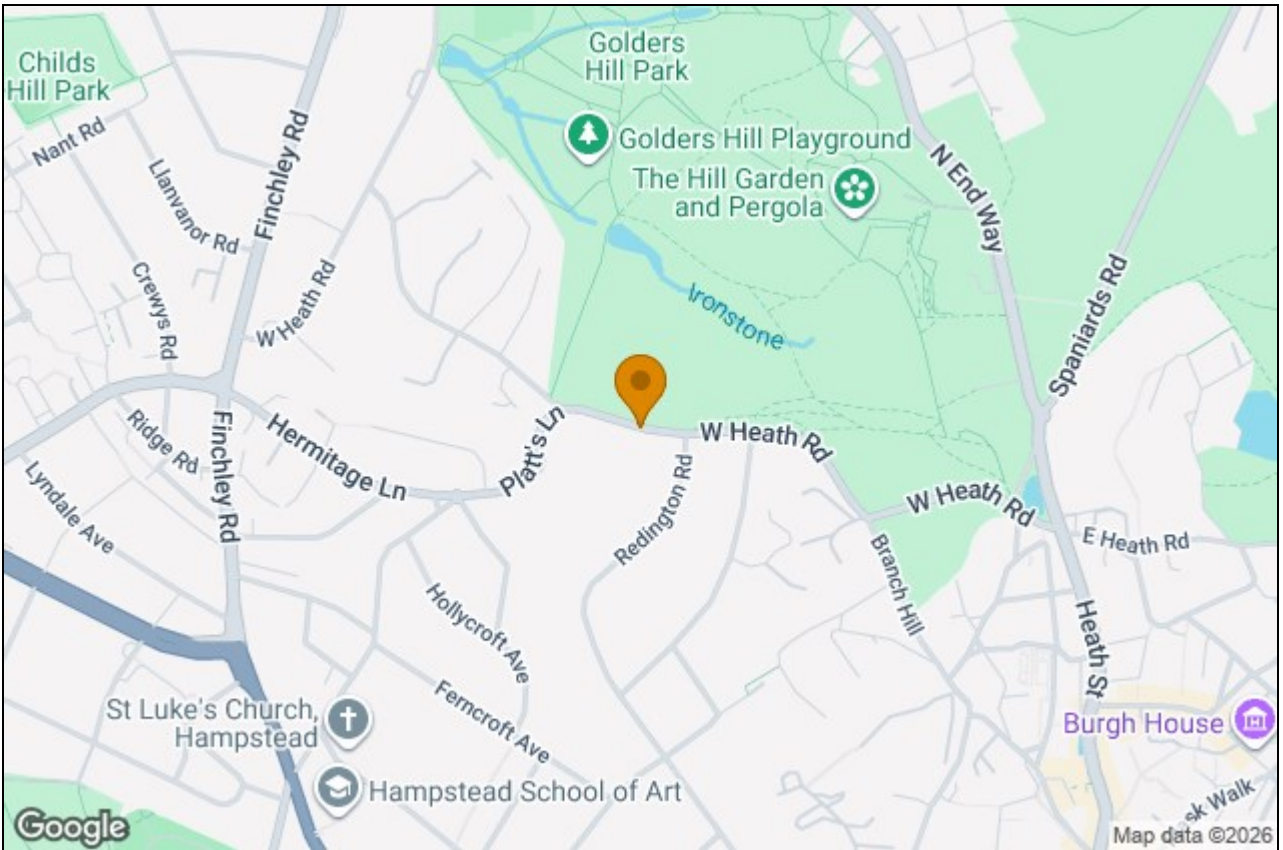 Childs
Hill Park
Nant Rd
Llanvanor Rd
Finchley Rd
Crewys Rd
W Heath Rd
Golders
Hill Park
Golders Hill Playground
The Hill Garden
and Pergola
N End Way
Spaniards Rd
Ironstone
Ridge Rd
Finchley Rd
Hermitage Ln
Platt's Ln
W Heath Rd
Lyndale Ave
Redington Rd
W Heath Rd
E Heath Rd
Branch Hill
Hollycroft Ave
Heath St
Ferncroft Ave
St Luke's Church,
Hampstead
Burgh House
Hampstead School of Art
sk Walk
Google
Map data ©2026